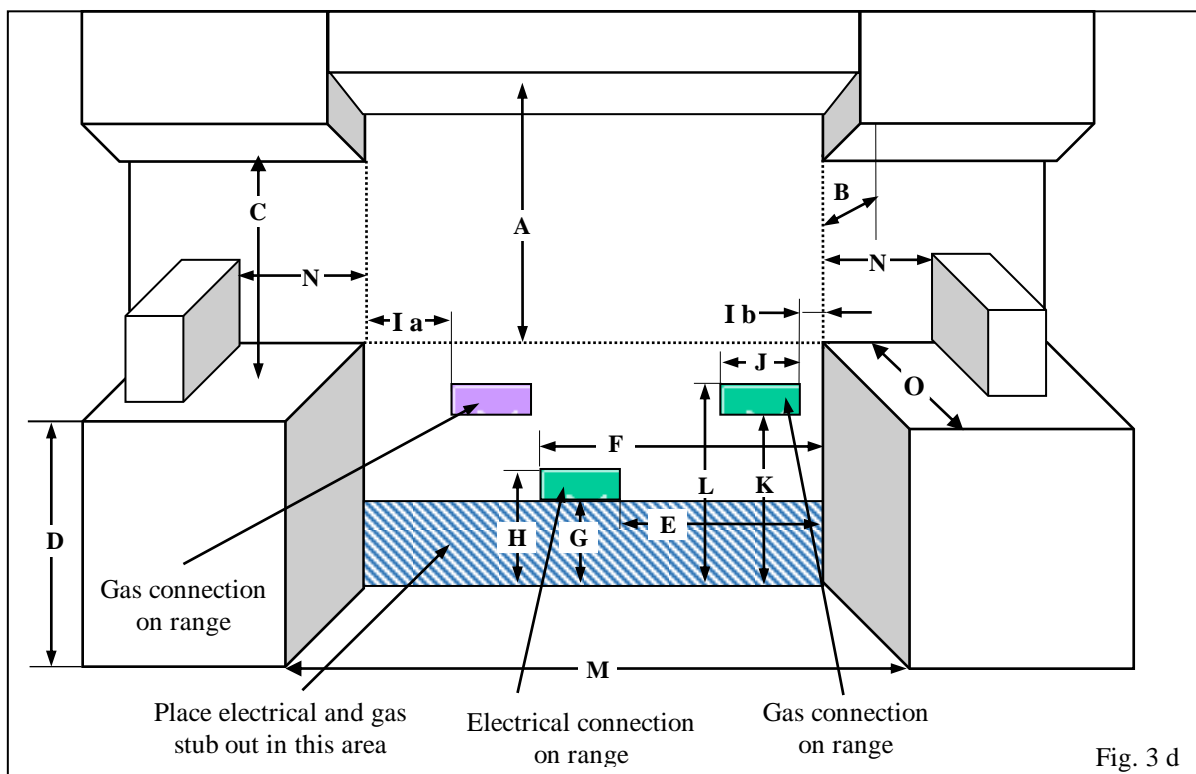 A
B
C
N
N
I a
I b
J
O
F
L
K
E
H
G
D
M
Gas connection
on range
Place electrical and gas
stub out in this area
Electrical connection
on range
Gas connection
on range
Fig. 3 d